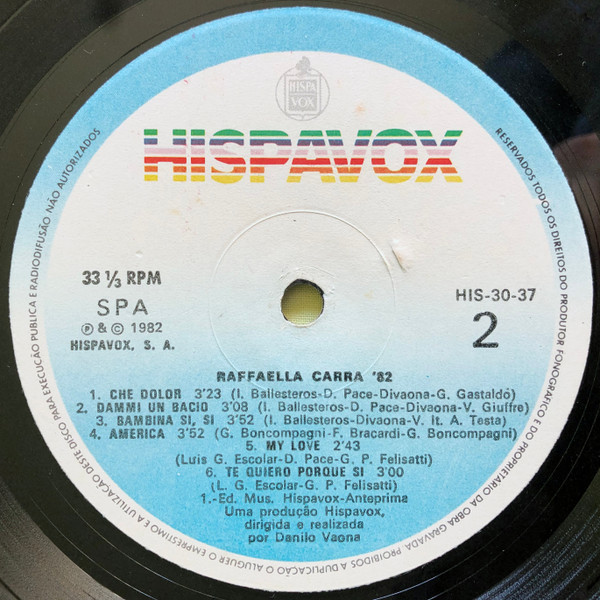 HISPA
VOX
HISPAVOX
33 1/3 RPM
SPA
℗ & © 1982
HISPAVOX, S. A.
HIS-30-37
2
RAFFAELLA CARRA '82
1. CHE DOLOR 3'23 (I. Ballesteros-D. Pace-Divaona-G. Gastaldó)
2. DAMMI UN BACIO 3'08 (I. Ballesteros-D. Pace-Divaona-V. Giuffre)
3. BAMBINA SI, SI 3'52 (I. Ballesteros-Divaona-V. It. A. Testa)
4. AMERICA 3'52 (G. Boncompagni-F. Bracardi-G. Boncompagni)
5. MY LOVE 2'43
(Luis G. Escolar-D. Pace-G. P. Felisatti)
6. TE QUIERO PORQUE SI 3'00
(L. G. Escolar-G. P. Felisatti)
1.-Ed. Mus. Hispavox-Anteprima
Uma produção Hispavox,
dirigida e realizada
por Danilo Vaona
RESERVADOS TODOS OS DIREITOS DO PRODUTOR FONOGRÁFICO E DO PROPRIETÁRIO DA OBRA GRAVADA PROIBIDOS A DUPLICAÇÃO O ALUGUER O EMPRÉSTIMO E A UTILIZAÇÃO DESTE DISCO PARA EXECUÇÃO PUBLICA E RADIODIFUSÃO NÃO AUTORIZADOS